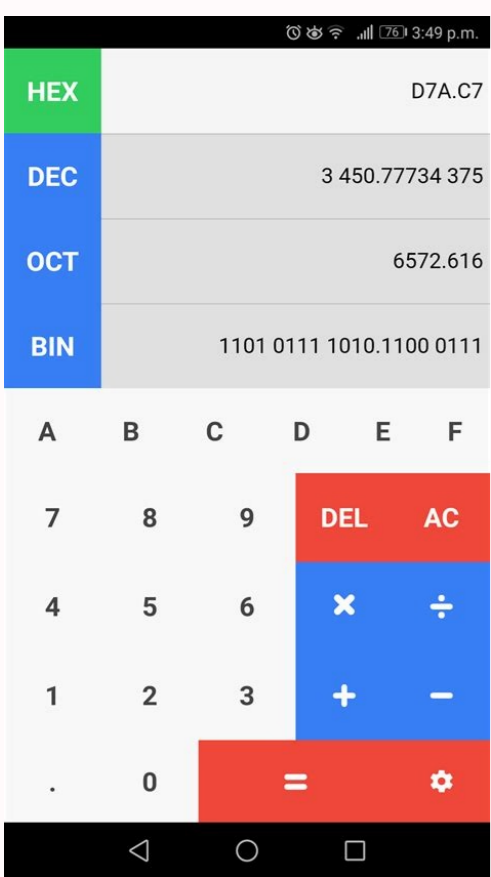 76 3:49 p.m.
HEX D7A.C7
DEC 3 450.77734 375
OCT 6572.616
BIN 1101 0111 1010.1100 0111
A B C D E F
7 8 9 DEL AC
4 5 6 × ÷
1 2 3 + −
. 0 =